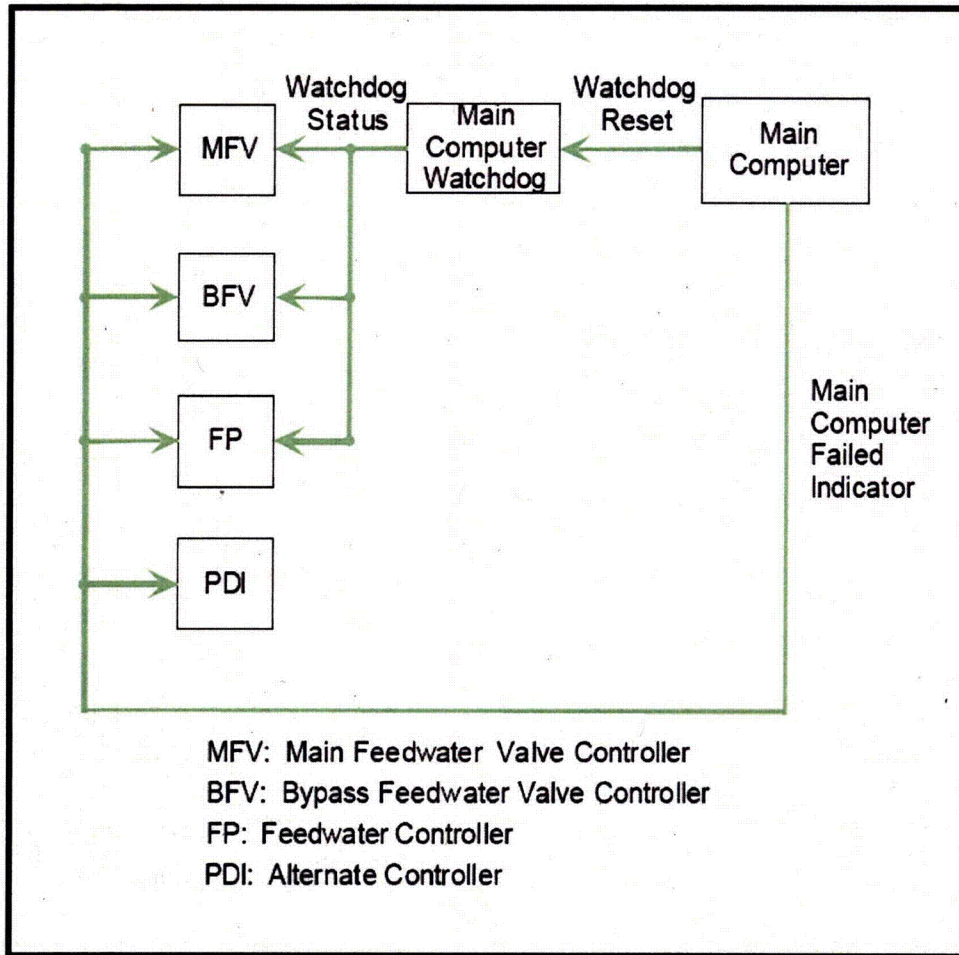 Watchdog
Status
Main
Computer
Watchdog
Watchdog
Reset
Main
Computer
MFV
BFV
FP
PDI
Main
Computer
Failed
Indicator
MFV: Main Feedwater Valve Controller
BFV: Bypass Feedwater Valve Controller
FP: Feedwater Controller
PDI: Alternate Controller